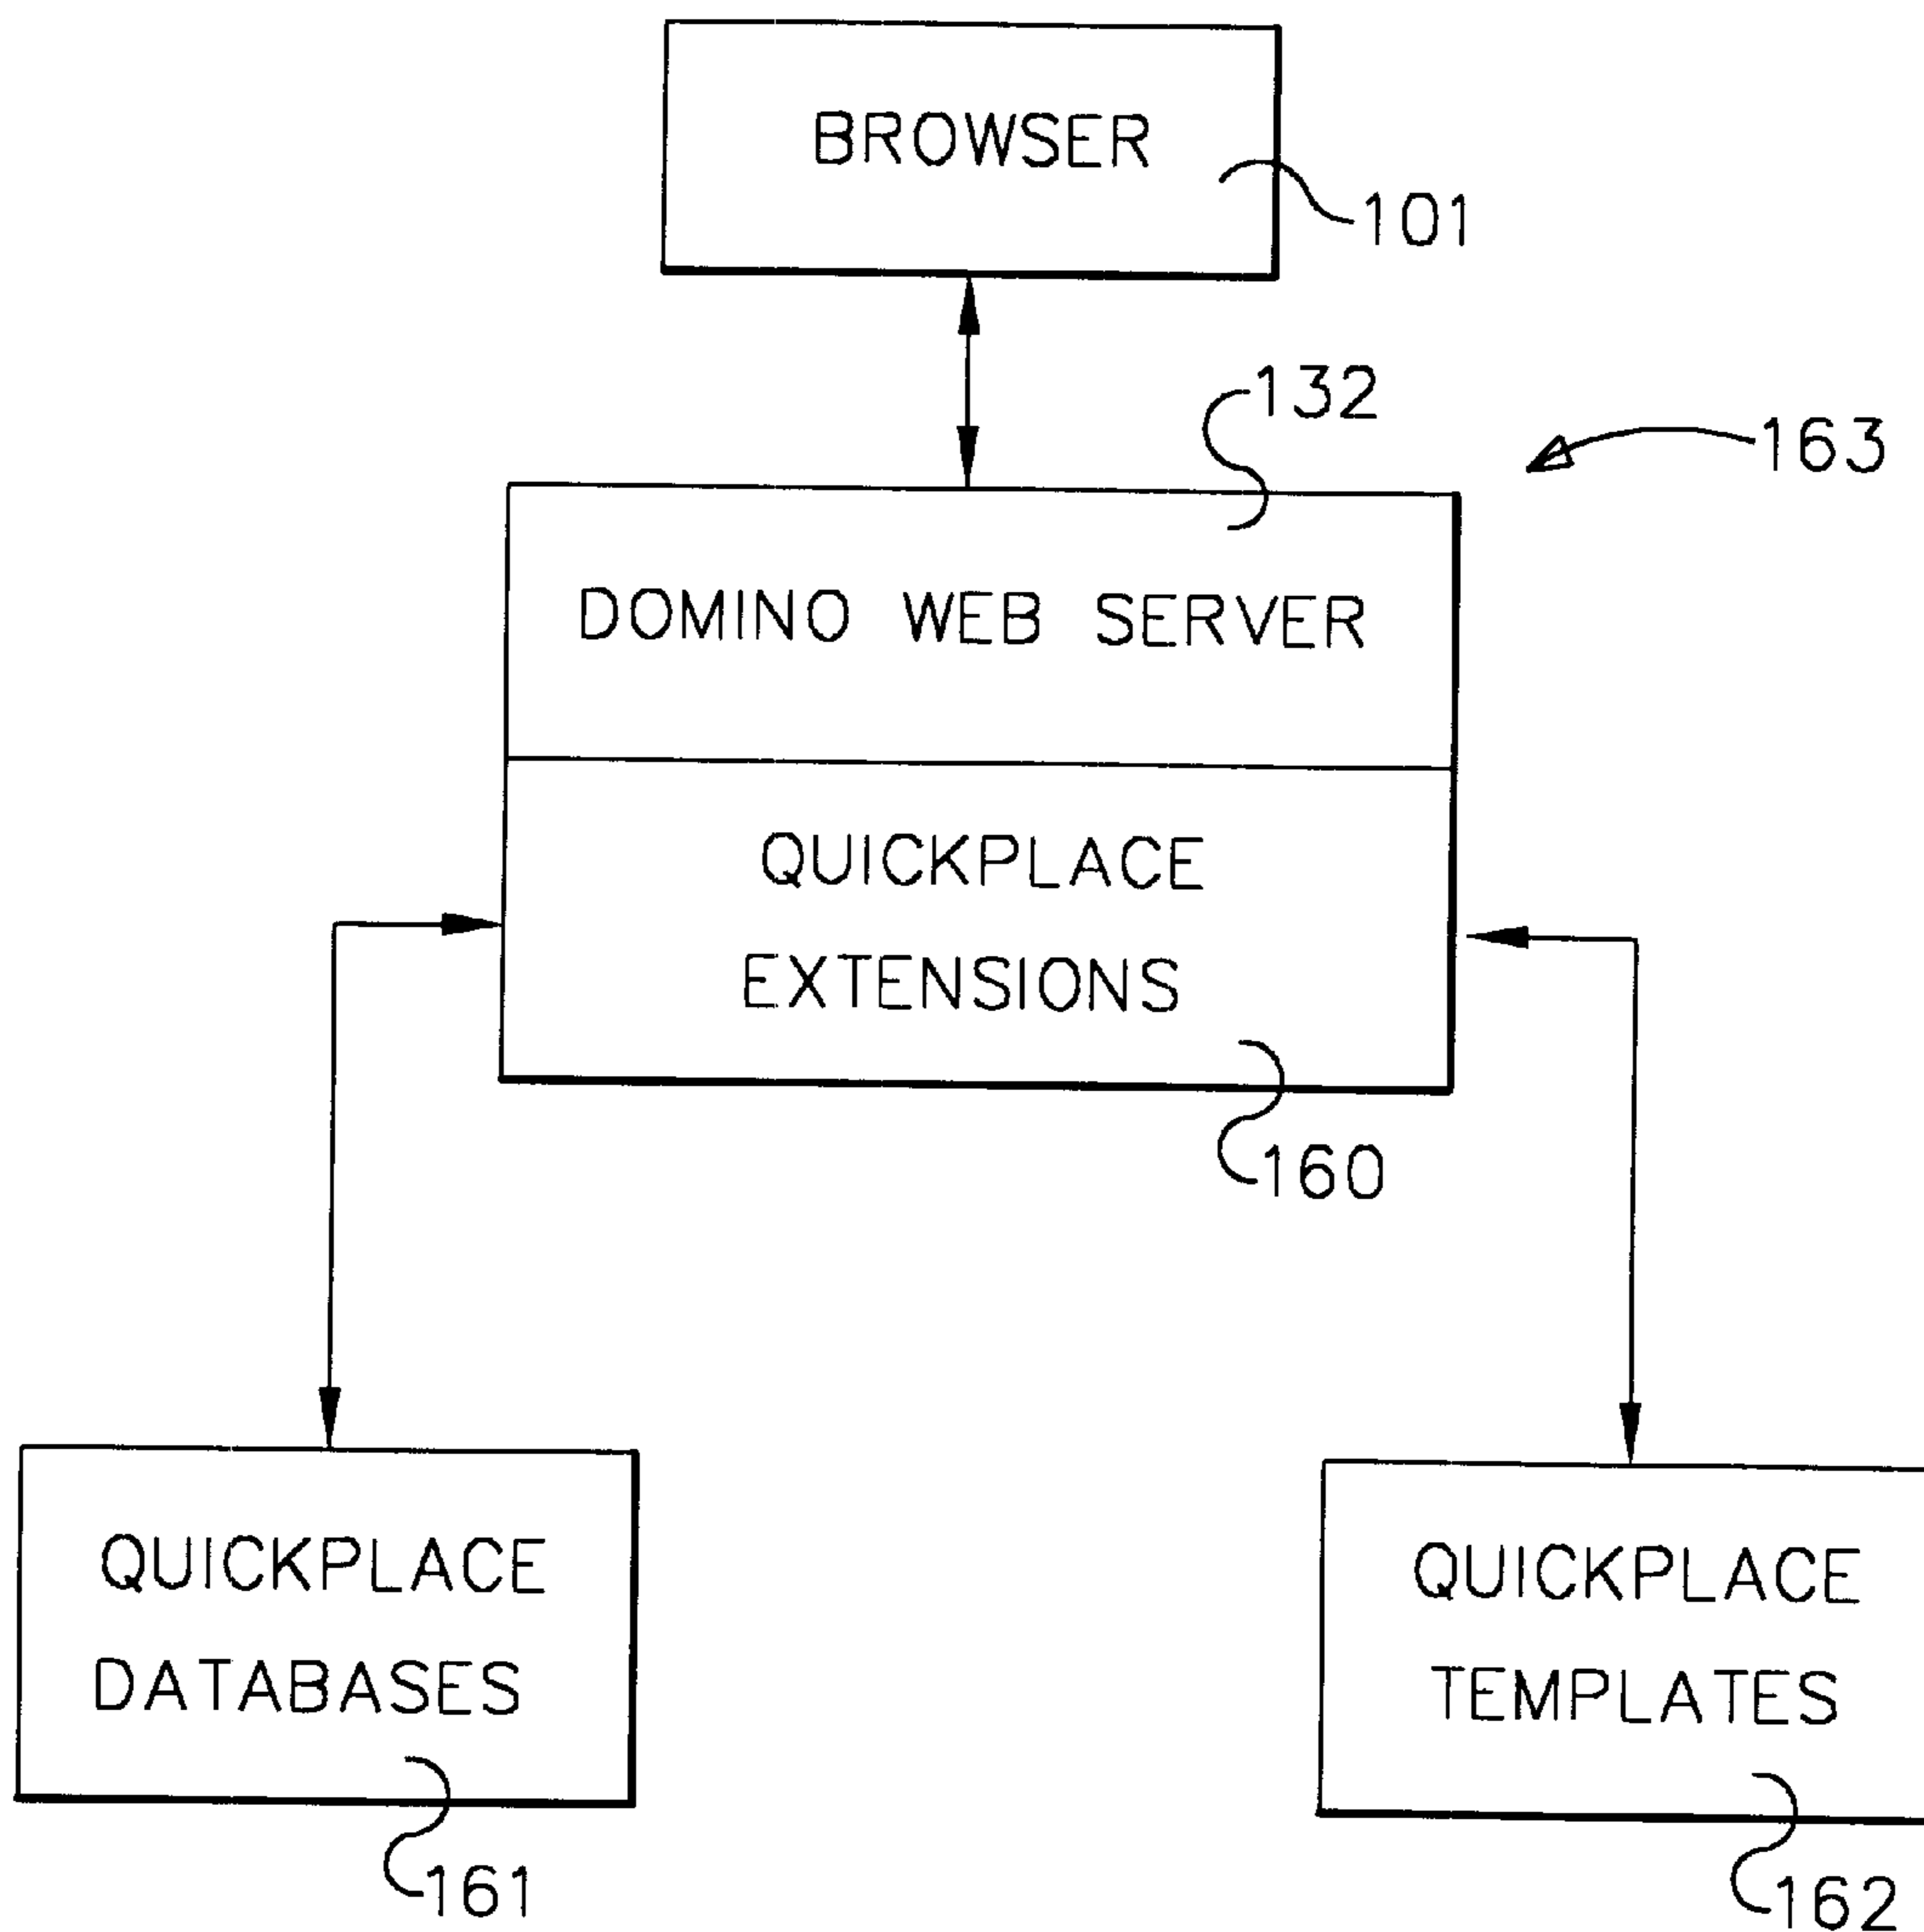 BROWSER
101
132
163
DOMINO WEB SERVER
QUICKPLACE
EXTENSIONS
160
QUICKPLACE
DATABASES
161
QUICKPLACE
TEMPLATES
162